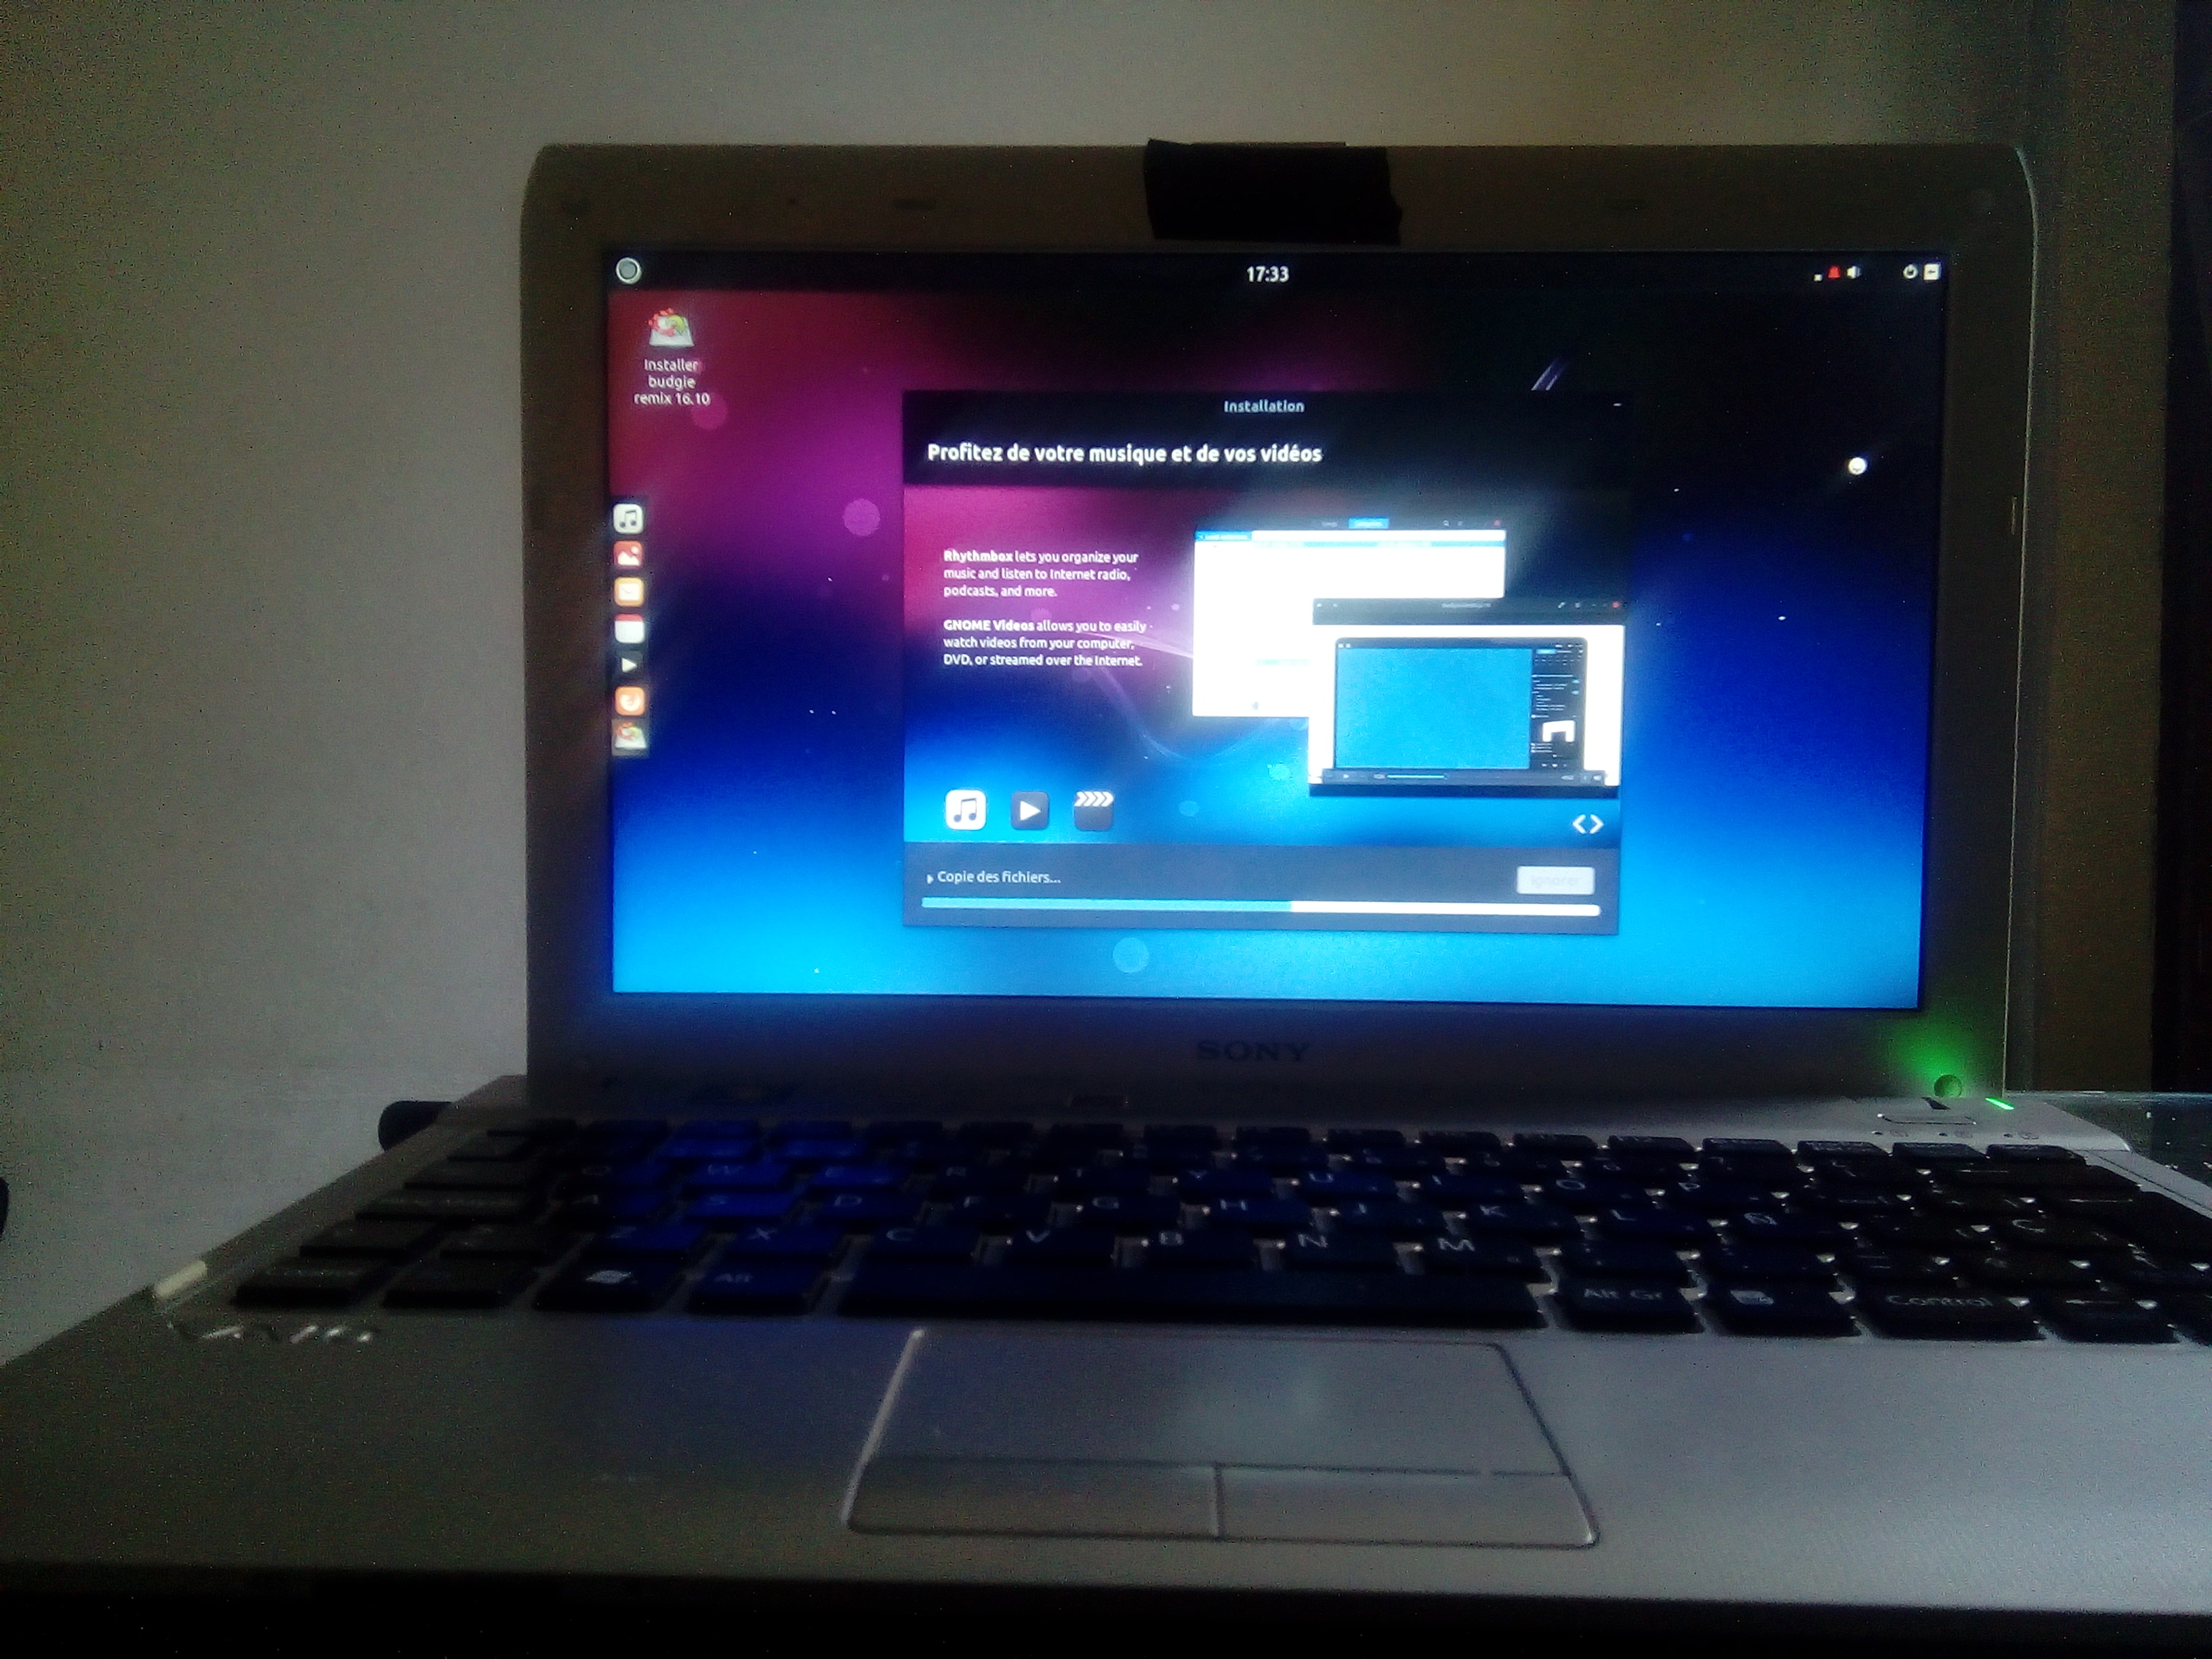 17:33
Installer
budgie
remix 16.10
Installation
Profitez de votre musique et de vos vidéos
Rhythmbox lets you organize your
music and listen to Internet radio,
podcasts, and more.
GNOME Videos allows you to easily
watch videos from your computer,
DVD, or streamed over the Internet.
Copie des fichiers...
Ignorer
SONY
Q W E R T Y U I O P
A S D F G H J K L Ñ
Z X C V B N M
Alt
Alt Gr
Control
VAIO